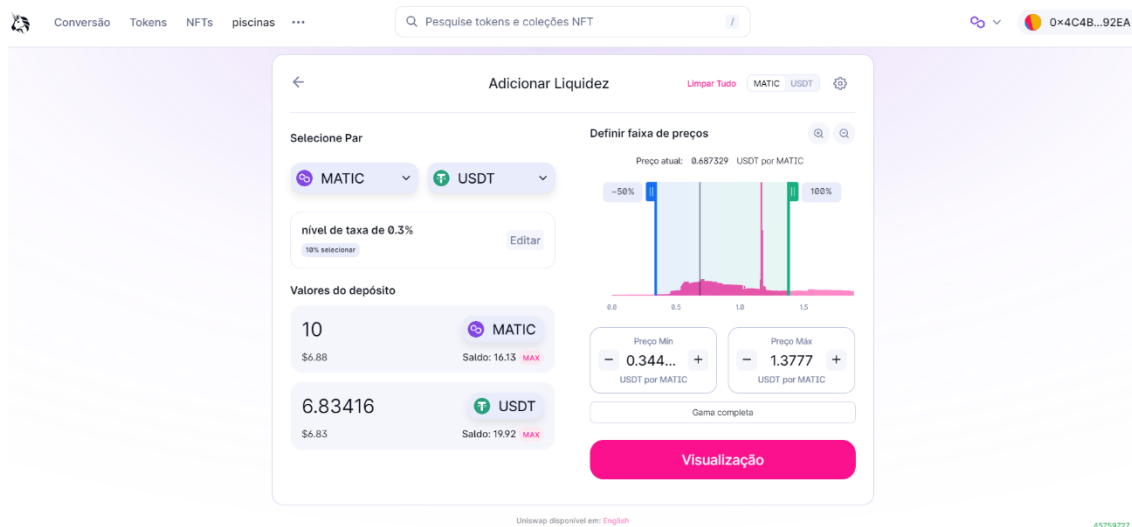 Conversão Tokens NFTs piscinas ••• Pesquise tokens e coleções NFT / 0×4C4B...92EA
Adicionar Liquidez Limpar Tudo MATIC USDT
Selecione Par
MATIC USDT
nível de taxa de 0.3%
10% selecionar
Editar
Valores do depósito
10 MATIC
$6.88 Saldo: 16.13 MAX
6.83416 USDT
$6.83 Saldo: 19.92 MAX
Definir faixa de preços
Preço atual: 0.687329 USDT por MATIC
-50% 100%
0.0 0.5 1.0 1.5
Preço Mín Preço Máx
− 0.344... + − 1.3777 +
USDT por MATIC USDT por MATIC
Gama completa
Visualização
Uniswap disponível em: English
45759722